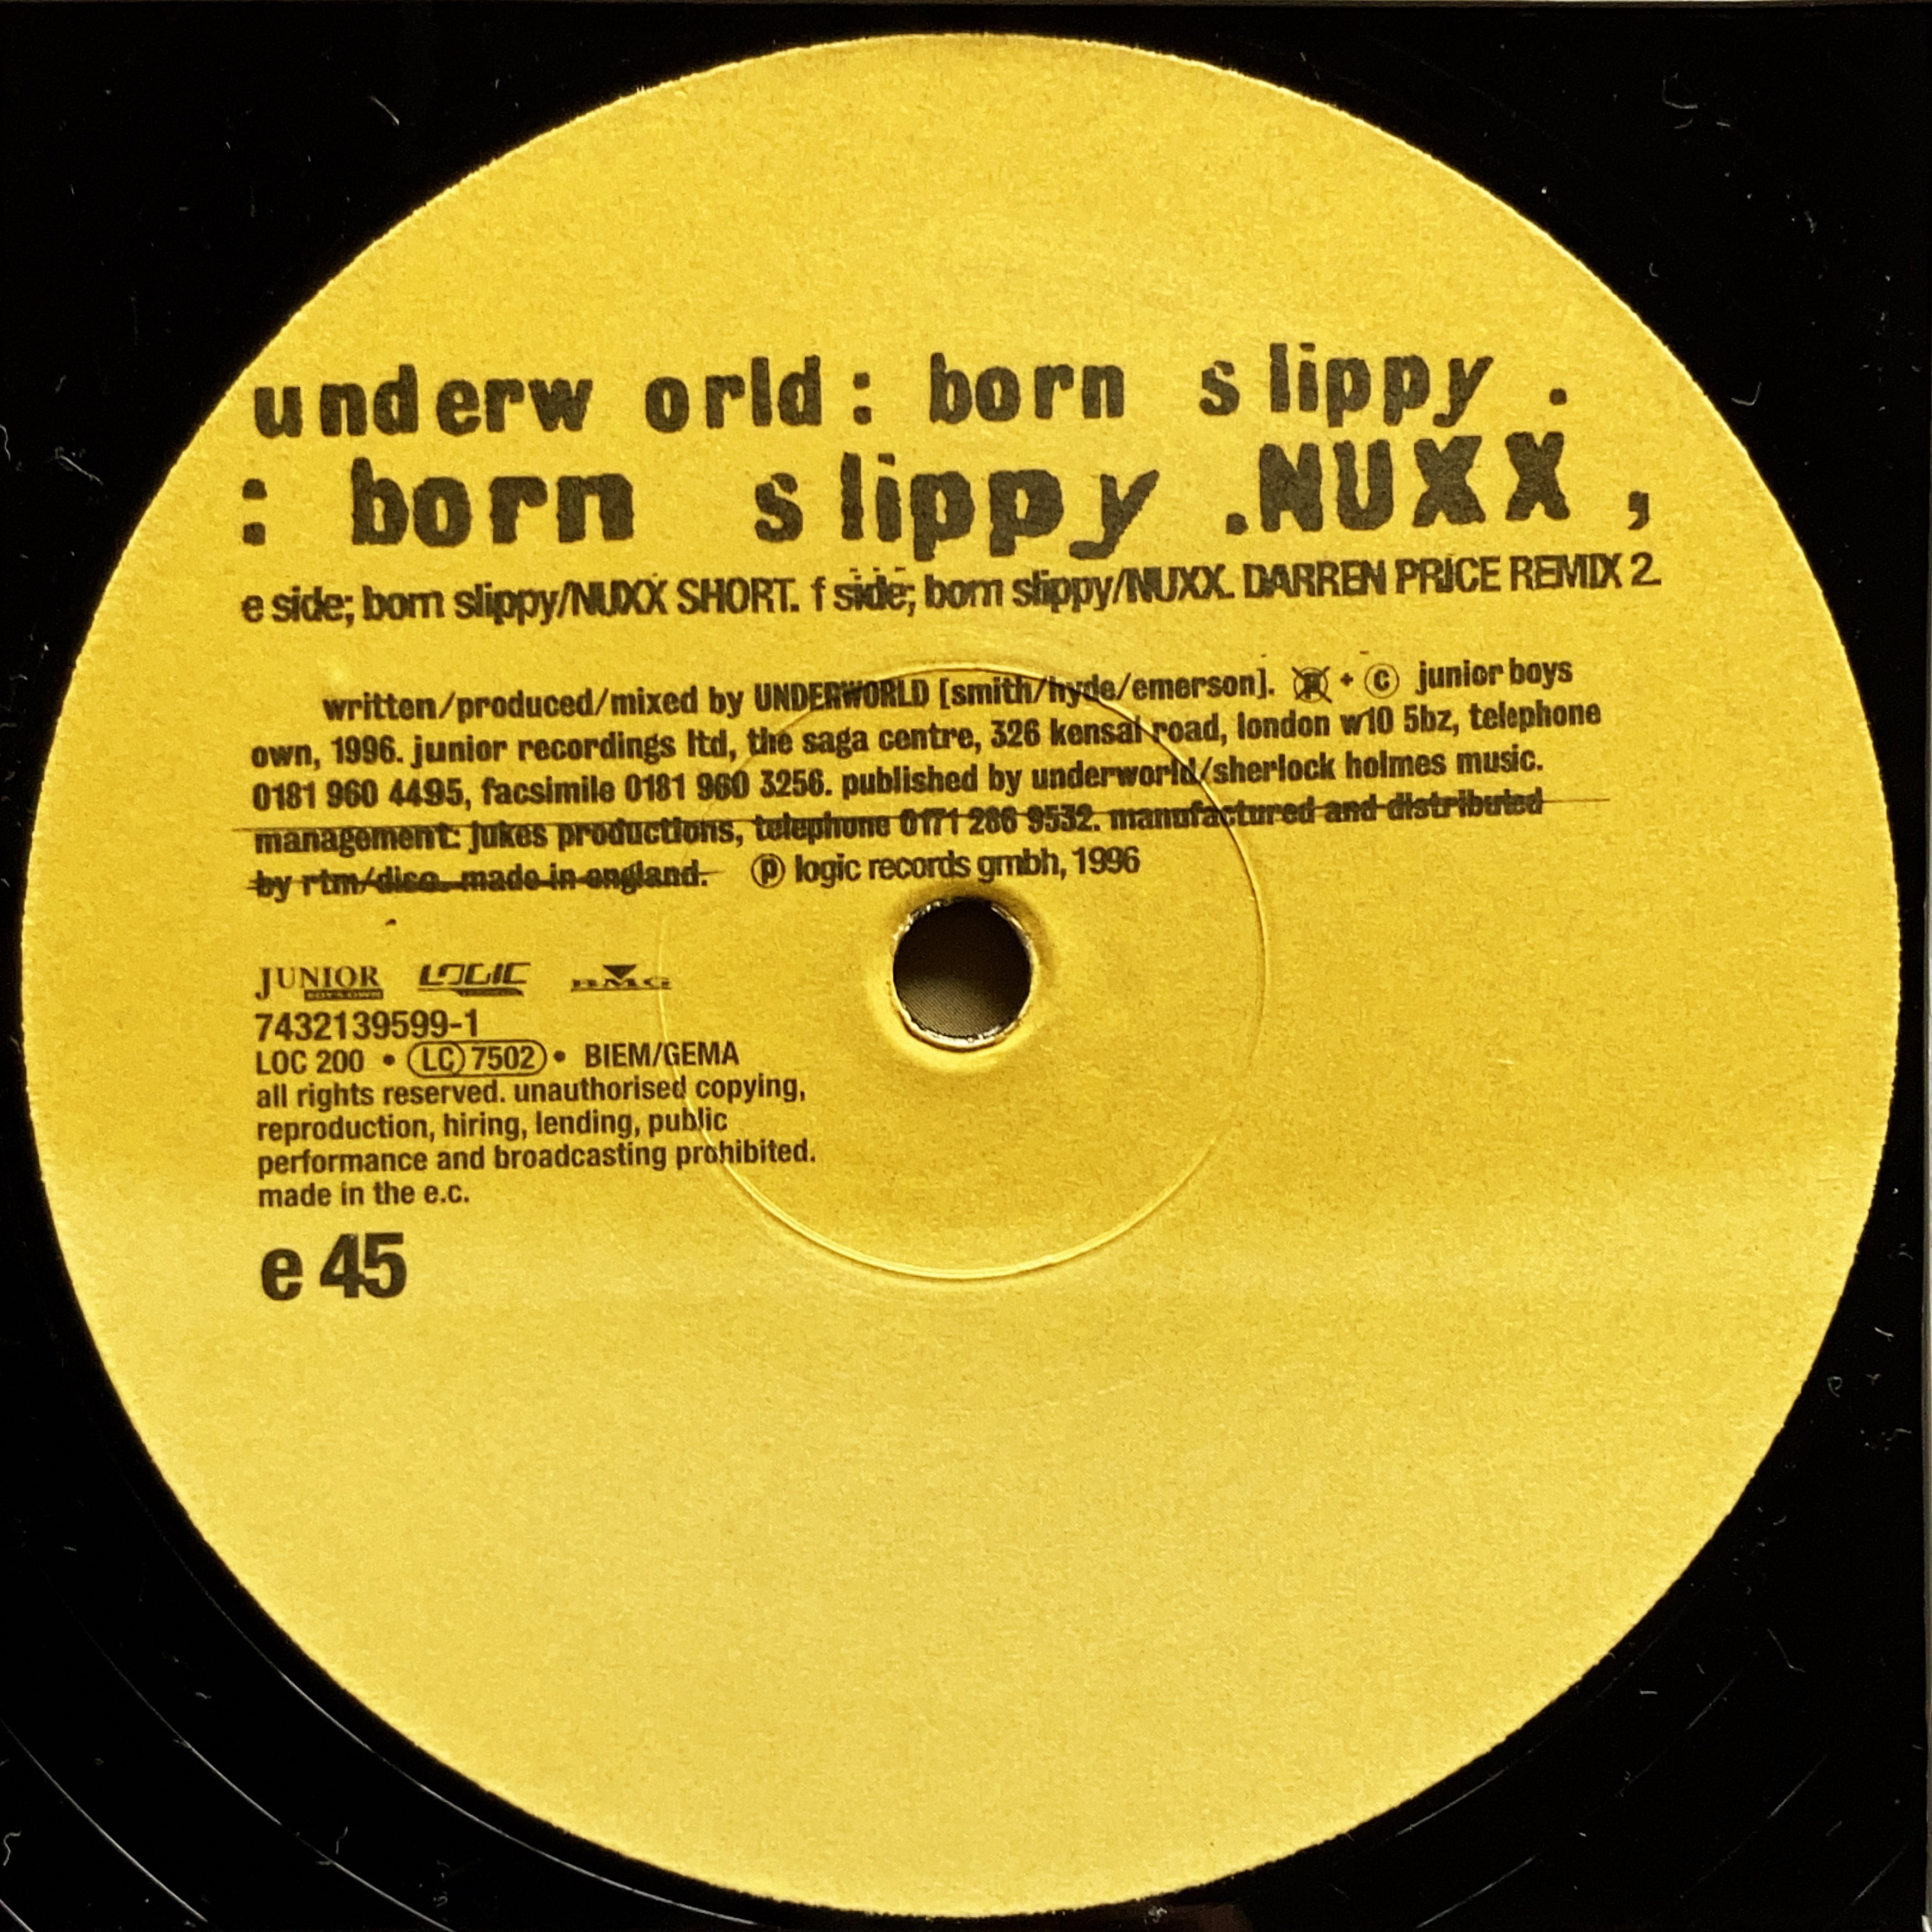 underw orld: born slippy .
: born slippy .NUXX ,
e side; born slippy/NUXX SHORT. f side; born slippy/NUXX. DARREN PRICE REMIX 2.
written/produced/mixed by UNDERWORLD [smith/hyde/emerson]. ⓟ + © junior boys
own, 1996. junior recordings ltd, the saga centre, 326 kensal road, london w10 5bz, telephone
0181 960 4495, facsimile 0181 960 3256. published by underworld/sherlock holmes music.
management: jukes productions, telephone 0171 286 9532. manufactured and distributed
by rtm/disc. made in england. ⓟ logic records gmbh, 1996
JUNIOR BOY'S OWN LOGIC BMG
7432139599-1
LOC 200 • LC 7502 • BIEM/GEMA
all rights reserved. unauthorised copying,
reproduction, hiring, lending, public
performance and broadcasting prohibited.
made in the e.c.
e 45